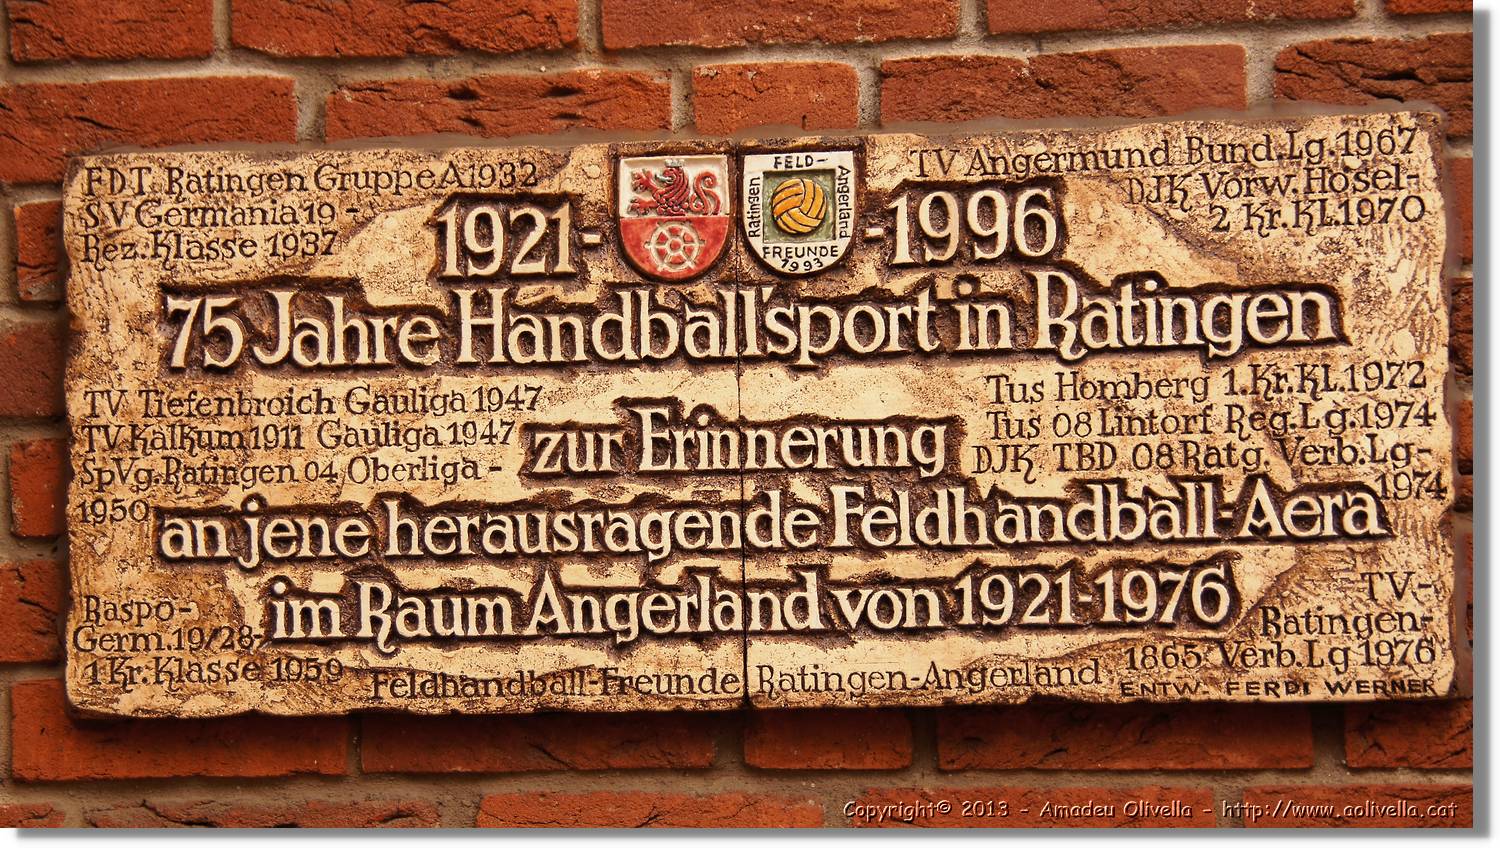 F.D.T. Ratingen Gruppe A 1932
S.V Germania 19 -
Bez. Klasse 1937
1921 -
FELD-
Ratingen
Angerland
FREUNDE
1993
- 1996
TV Angermund Bund.Lg.1967
DJK Vorw. Hösel-
2 Kr.Kl.1970
75 Jahre Handball'sport in Ratingen
TV Tiefenbroich Gauliga 1947
TV Kalkum 1911 Gauliga 1947
SpVg. Ratingen 04 Oberliga -
1950
zur Erinnerung
Tus Homberg 1.Kr.Kl.1972
Tus 08 Lintorf Reg.Lg.1974
DJK TBD 08 Ratg. Verb.Lg-
1974
an jene herausragende Feldhandball-Aera
im Raum Angerland von 1921-1976
Raspo-
Germ.19/28-
1 Kr.Klasse 1959
TV-
Ratingen-
1865 Verb.Lg 1976
Feldhandball-Freunde Ratingen-Angerland
ENTW- FERDI WERNER
Copyright© 2013 - Amadeu Olivella - http://www.aolivella.cat